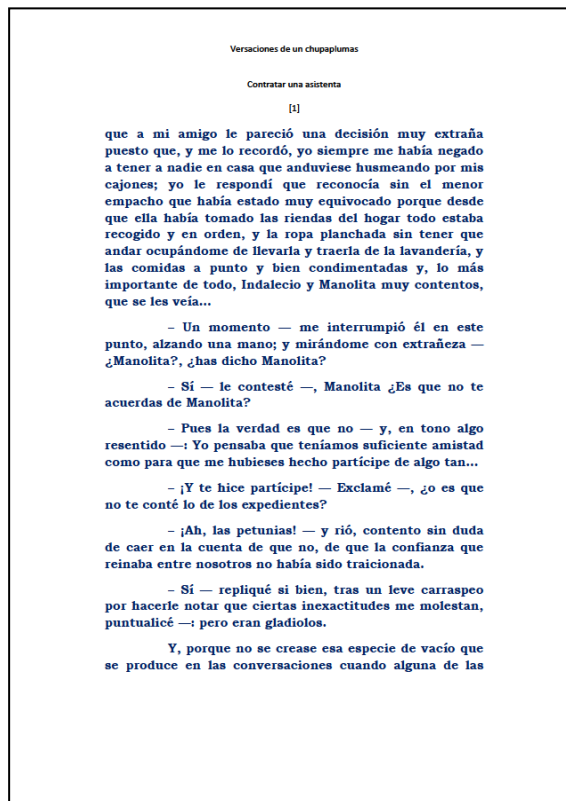 Versaciones de un chupaplumas
Contratar una asistenta
[1]
que a mi amigo le pareció una decisión muy extraña
puesto que, y me lo recordó, yo siempre me había negado
a tener a nadie en casa que anduviese husmeando por mis
cajones; yo le respondí que reconocía sin el menor
empacho que había estado muy equivocado porque desde
que ella había tomado las riendas del hogar todo estaba
recogido y en orden, y la ropa planchada sin tener que
andar ocupándome de llevarla y traerla de la lavandería, y
las comidas a punto y bien condimentadas y, lo más
importante de todo, Indalecio y Manolita muy contentos,
que se les veía...
– Un momento — me interrumpió él en este
punto, alzando una mano; y mirándome con extrañeza —
¿Manolita?, ¿has dicho Manolita?
– Sí — le contesté —, Manolita ¿Es que no te
acuerdas de Manolita?
– Pues la verdad es que no — y, en tono algo
resentido —: Yo pensaba que teníamos suficiente amistad
como para que me hubieses hecho partícipe de algo tan...
– ¡Y te hice partícipe! — Exclamé —, ¿o es que
no te conté lo de los expedientes?
– ¡Ah, las petunias! — y rió, contento sin duda
de caer en la cuenta de que no, de que la confianza que
reinaba entre nosotros no había sido traicionada.
– Sí — repliqué si bien, tras un leve carraspeo
por hacerle notar que ciertas inexactitudes me molestan,
puntualicé —: pero eran gladiolos.
Y, porque no se crease esa especie de vacío que
se produce en las conversaciones cuando alguna de las